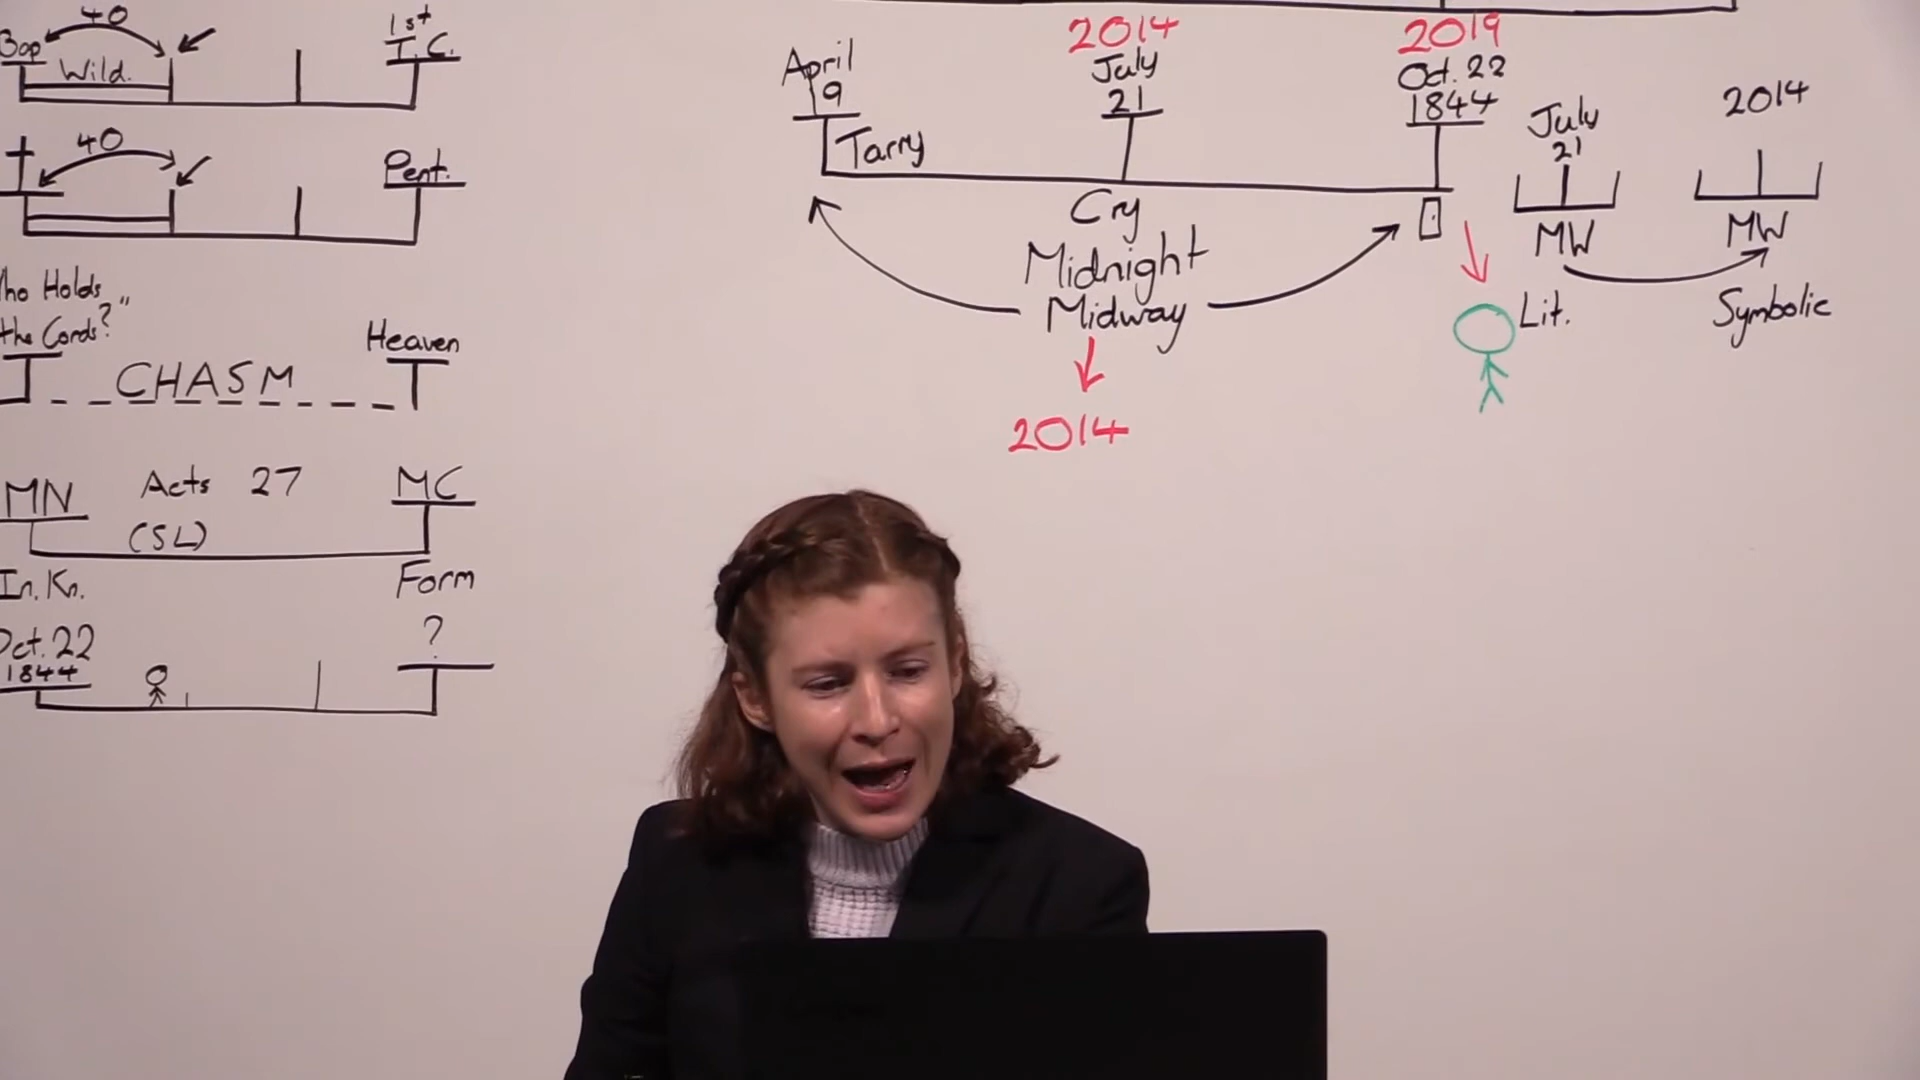 40
Bap
Wild.
1st
I.C.
40
Pent.
ho Holds
the Cords?"
Heaven
CHASM
MN
Acts 27
(SL)
MC
In. Kn.
Form
Oct. 22
1844
?
April
9
Tarry
2014
July
21
2019
Oct. 22
1844
Cry
Midnight
Midway
2014
July
21
MW
Lit.
2014
MW
Symbolic